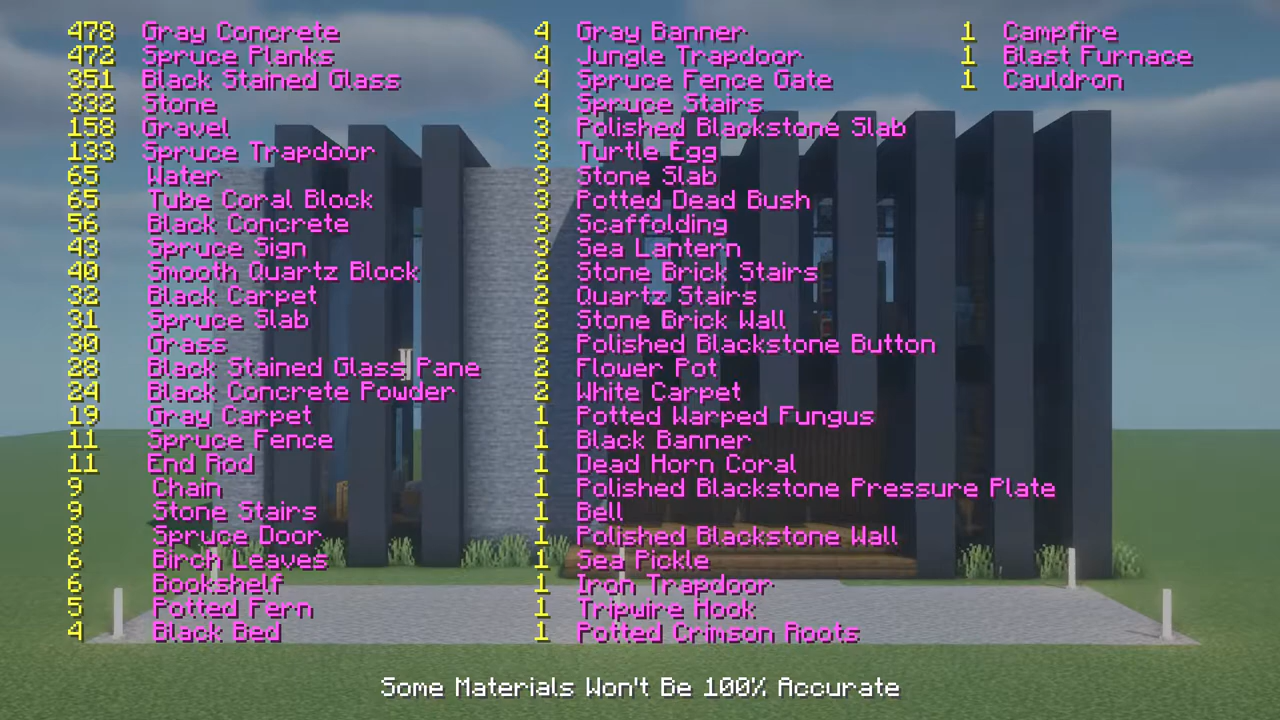 478 Gray Concrete
472 Spruce Planks
351 Black Stained Glass
332 Stone
158 Gravel
133 Spruce Trapdoor
65 Water
65 Tube Coral Block
56 Black Concrete
43 Spruce Sign
40 Smooth Quartz Block
32 Black Carpet
31 Spruce Slab
30 Grass
28 Black Stained Glass Pane
24 Black Concrete Powder
19 Gray Carpet
11 Spruce Fence
11 End Rod
9 Chain
9 Stone Stairs
8 Spruce Door
6 Birch Leaves
6 Bookshelf
5 Potted Fern
4 Black Bed
4 Gray Banner
4 Jungle Trapdoor
4 Spruce Fence Gate
4 Spruce Stairs
3 Polished Blackstone Slab
3 Turtle Egg
3 Stone Slab
3 Potted Dead Bush
3 Scaffolding
3 Sea Lantern
2 Stone Brick Stairs
2 Quartz Stairs
2 Stone Brick Wall
2 Polished Blackstone Button
2 Flower Pot
2 White Carpet
1 Potted Warped Fungus
1 Black Banner
1 Dead Horn Coral
1 Polished Blackstone Pressure Plate
1 Bell
1 Polished Blackstone Wall
1 Sea Pickle
1 Iron Trapdoor
1 Tripwire Hook
1 Potted Crimson Roots
1 Campfire
1 Blast Furnace
1 Cauldron
Some Materials Won't Be 100% Accurate